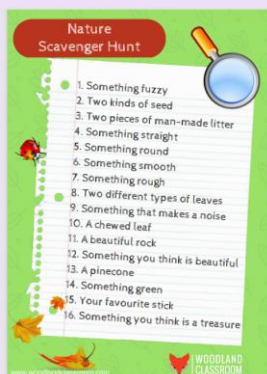 Nature
Scavenger Hunt
1. Something fuzzy
2. Two kinds of seed
3. Two pieces of man-made litter
4. Something straight
5. Something round
6. Something smooth
7. Something rough
8. Two different types of leaves
9. Something that makes a noise
10. A chewed leaf
11. A beautiful rock
12. Something you think is beautiful
13. A pinecone
14. Something green
15. Your favourite stick
16. Something you think is a treasure
WOODLAND
CLASSROOM